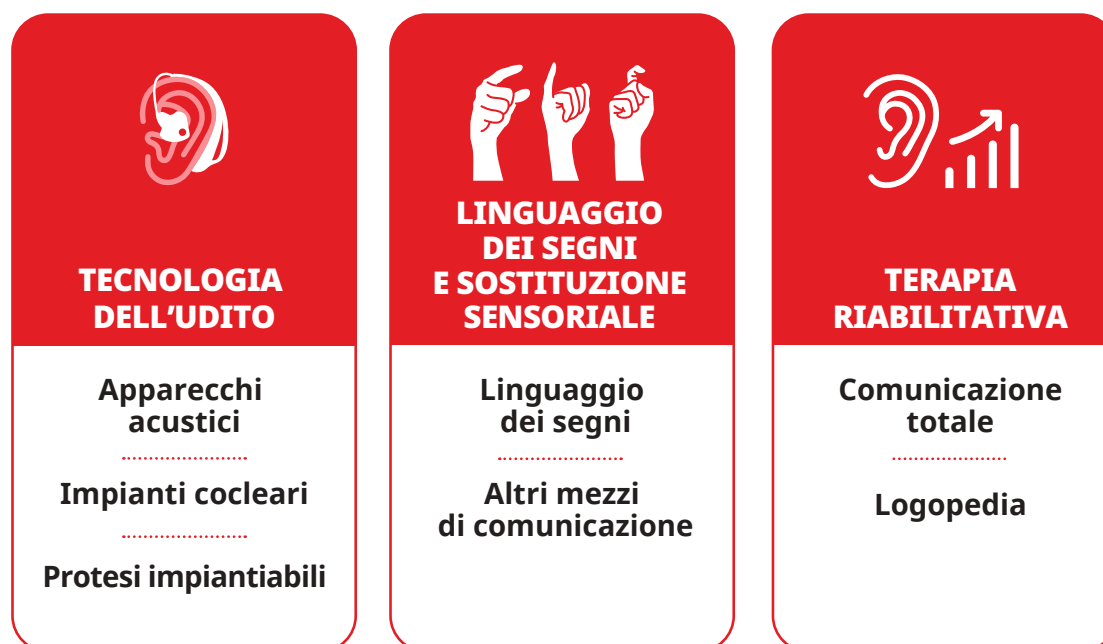 TECNOLOGIA
DELL’UDITO
Apparecchi
acustici
Impianti cocleari
Protesi impiantiabili
LINGUAGGIO
DEI SEGNI
E SOSTITUZIONE
SENSORIALE
Linguaggio
dei segni
Altri mezzi
di comunicazione
TERAPIA
RIABILITATIVA
Comunicazione
totale
Logopedia